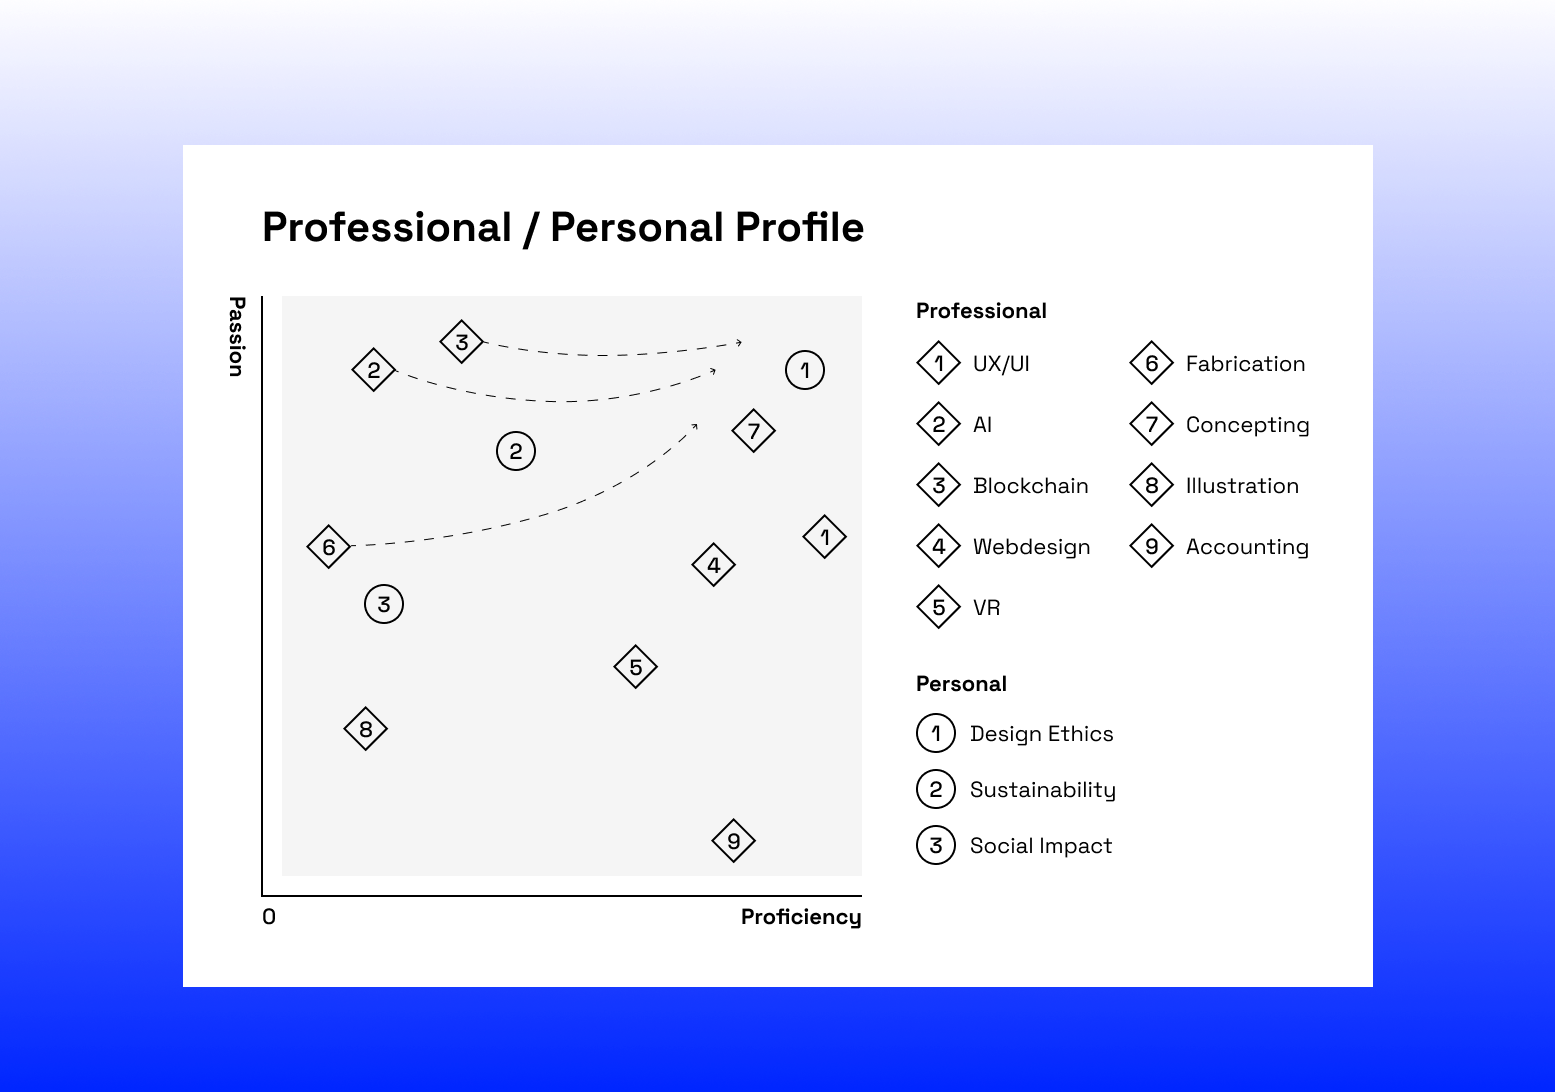 Professional / Personal Profile
Passion
3
2
1
7
2
6
1
4
3
5
8
9
0
Proficiency
Professional
1 UX/UI
2 AI
3 Blockchain
4 Webdesign
5 VR
6 Fabrication
7 Concepting
8 Illustration
9 Accounting
Personal
1 Design Ethics
2 Sustainability
3 Social Impact